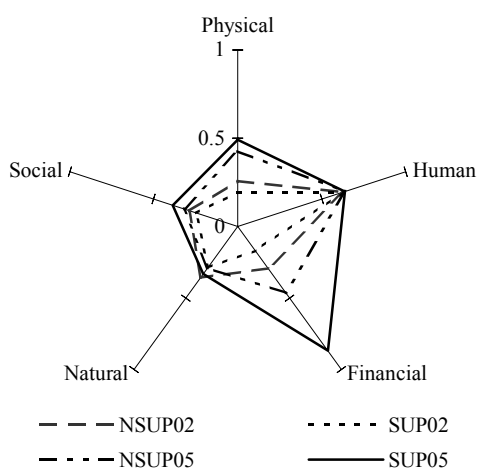 Physical
1
0.5
Social
Human
0
Natural
Financial
NSUP02
SUP02
NSUP05
SUP05